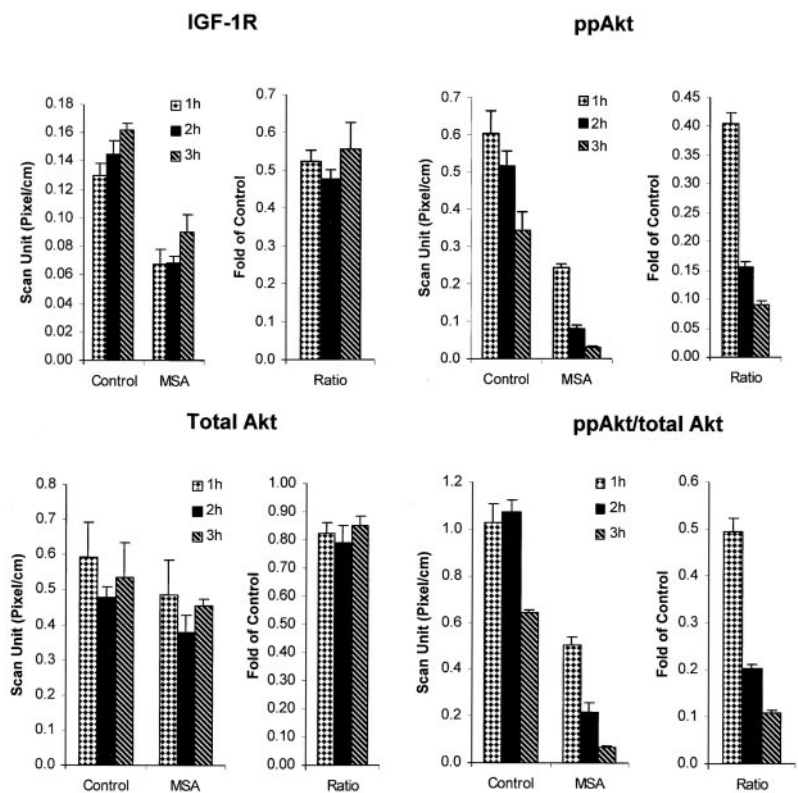 IGF-1R
ppAkt
Scan Unit (Pixel/cm)
0.18
0.16
0.14
0.12
0.10
0.08
0.06
0.04
0.02
0.00
1h
2h
3h
Control MSA
Fold of Control
0.7
0.6
0.5
0.4
0.3
0.2
0.1
0.0
Ratio
Scan Unit (Pixel/cm)
0.7
0.6
0.5
0.4
0.3
0.2
0.1
0.0
1h
2h
3h
Control MSA
Fold of Control
0.45
0.40
0.35
0.30
0.25
0.20
0.15
0.10
0.05
0.00
Ratio
Total Akt
ppAkt/total Akt
Scan Unit (Pixel/cm)
0.8
0.7
0.6
0.5
0.4
0.3
0.2
0.1
0.0
1h
2h
3h
Control MSA
Fold of Control
1.00
0.90
0.80
0.70
0.60
0.50
0.40
0.30
0.20
0.10
0.00
Ratio
Scan Unit (Pixel/cm)
1.2
1.0
0.8
0.6
0.4
0.2
0.0
1h
2h
3h
Control MSA
Fold of Control
0.6
0.5
0.4
0.3
0.2
0.1
0.0
Ratio